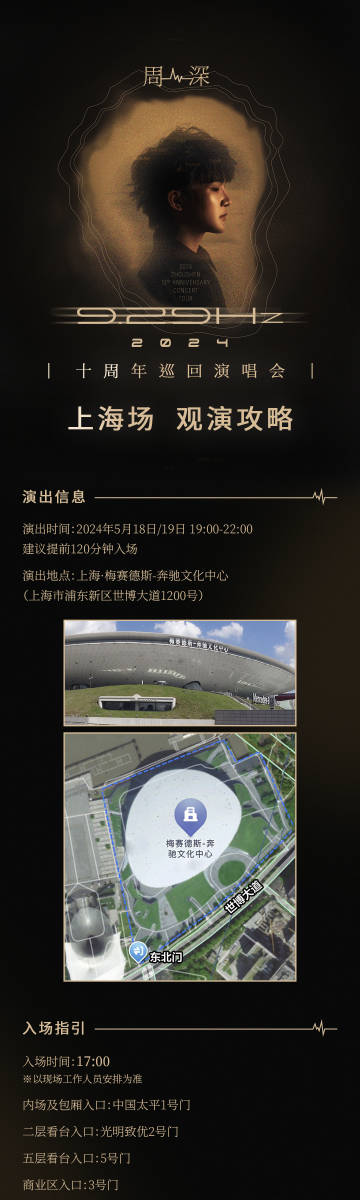 周深
2024
ZHOUSHEN
10TH ANNIVERSARY
CONCERT
TOUR
9.29Hz
2024
十周年巡回演唱会
上海场 观演攻略
演出信息
演出时间:2024年5月18日/19日 19:00-22:00
建议提前120分钟入场
演出地点:上海·梅赛德斯-奔驰文化中心
(上海市浦东新区世博大道1200号)
梅赛德斯-奔驰文化中心
梅赛德斯-奔
驰文化中心
世博大道
东北门
入场指引
入场时间:17:00
※以现场工作人员安排为准
内场及包厢入口:中国太平1号门
二层看台入口:光明致优2号门
五层看台入口:5号门
商业区入口:3号门